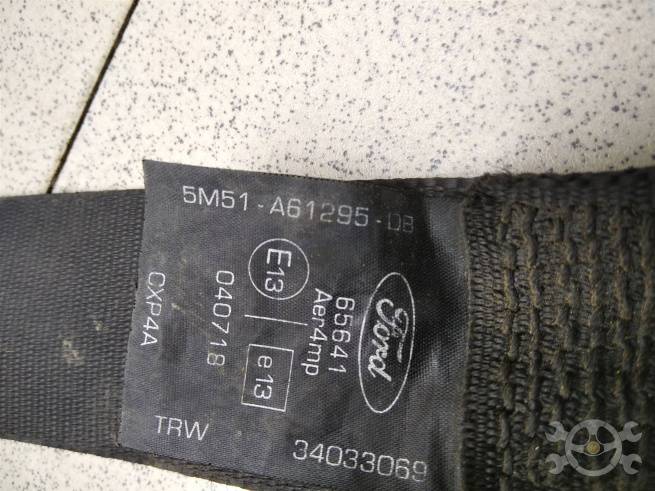 5M51-A61295-DB
Ford
65641
Aer4mp
E13
e13
040718
CXP4A
TRW
34033069